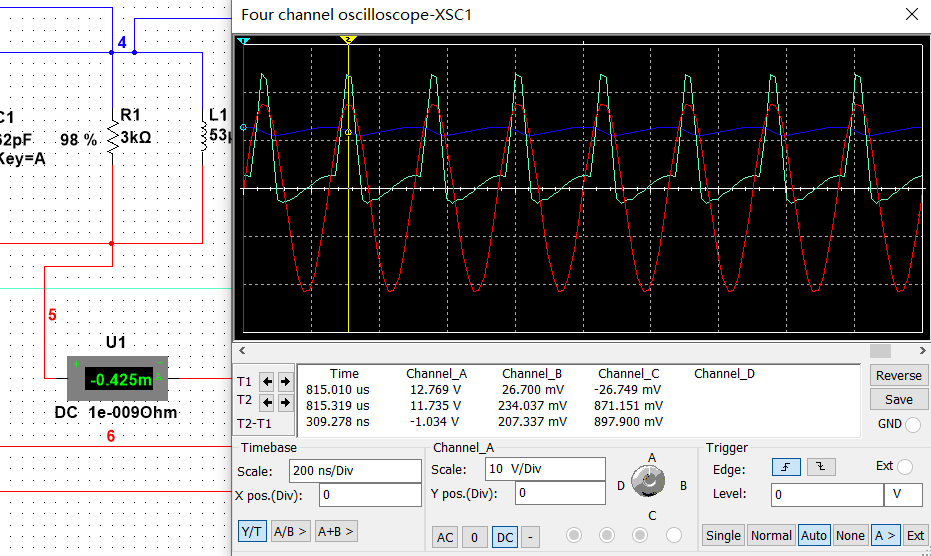 Four channel oscilloscope-XSC1
4
C1
62pF
98 %
Key=A
R1
3kΩ
L1
53μ
5
U1
-0.425m
DC 1e-009Ohm
6
T1
T2
T2-T1
Time Channel_A Channel_B Channel_C Channel_D
815.010 us 12.769 V 26.700 mV -26.749 mV
815.319 us 11.735 V 234.037 mV 871.151 mV
309.278 ns -1.034 V 207.337 mV 897.900 mV
Reverse
Save
GND
Timebase
Scale: 200 ns/Div
X pos.(Div): 0
Y/T A/B > A+B >
Channel_A
Scale: 10 V/Div
Y pos.(Div): 0
AC 0 DC -
A
D B
C
Trigger
Edge: Ext
Level: 0 V
Single Normal Auto None A > Ext